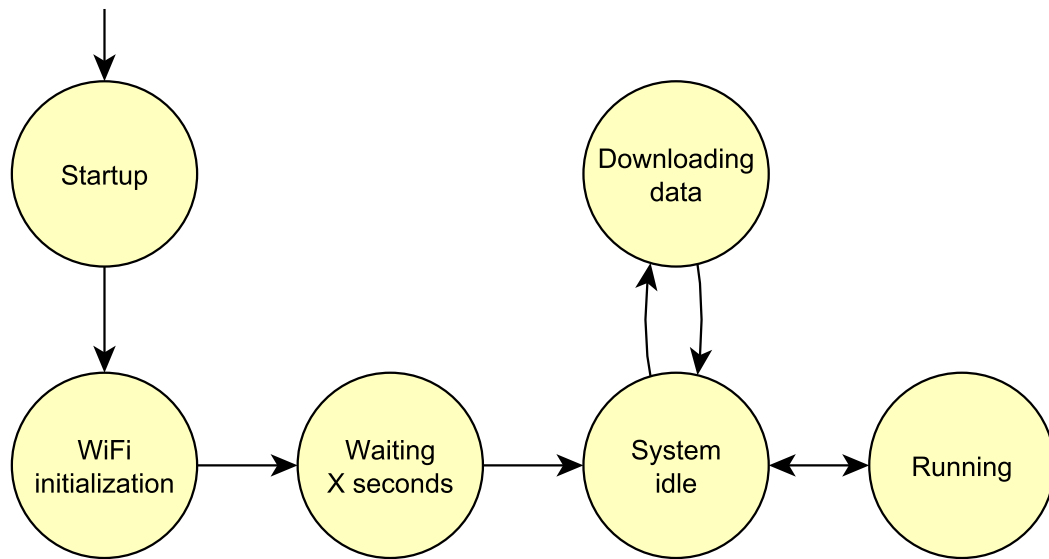 Startup
Downloading
data
WiFi
initialization
Waiting
X seconds
System
idle
Running